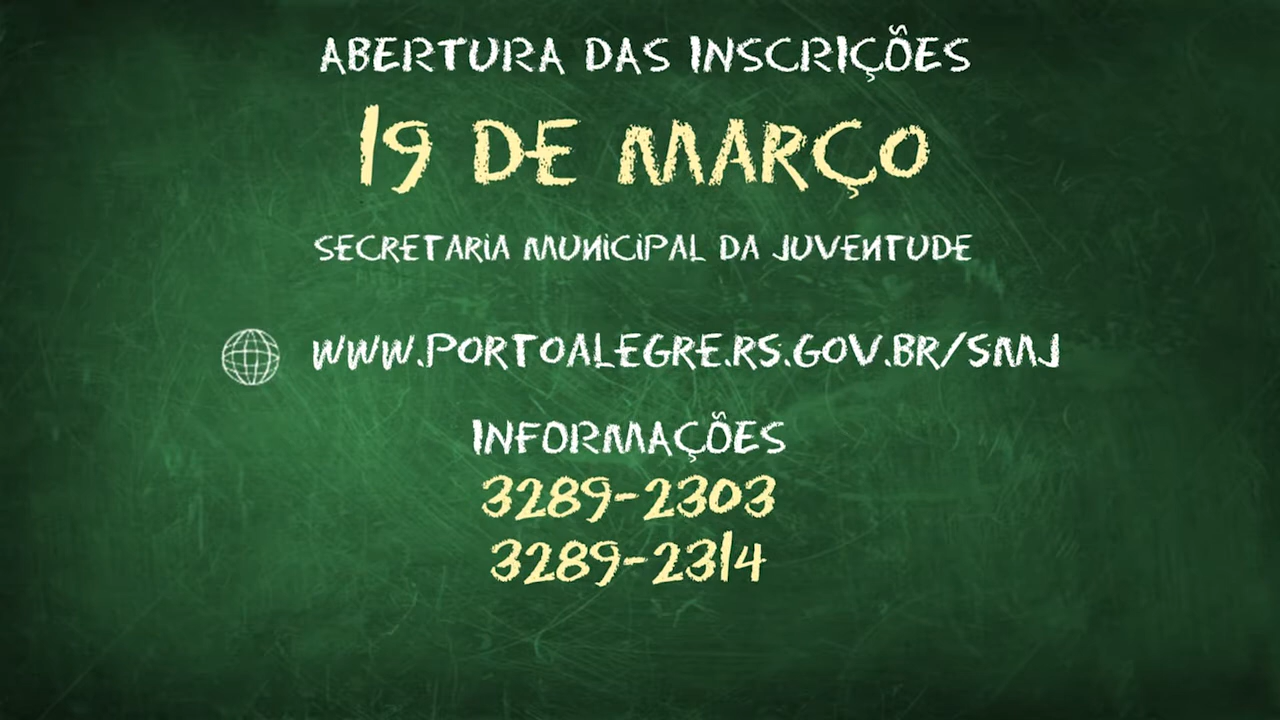 ABERTURA DAS INSCRIÇÕES
19 DE MARÇO
SECRETARIA MUNICIPAL DA JUVENTUDE
WWW.PORTOALEGRE.RS.GOV.BR/SMJ
INFORMAÇÕES
3289-2303
3289-2314